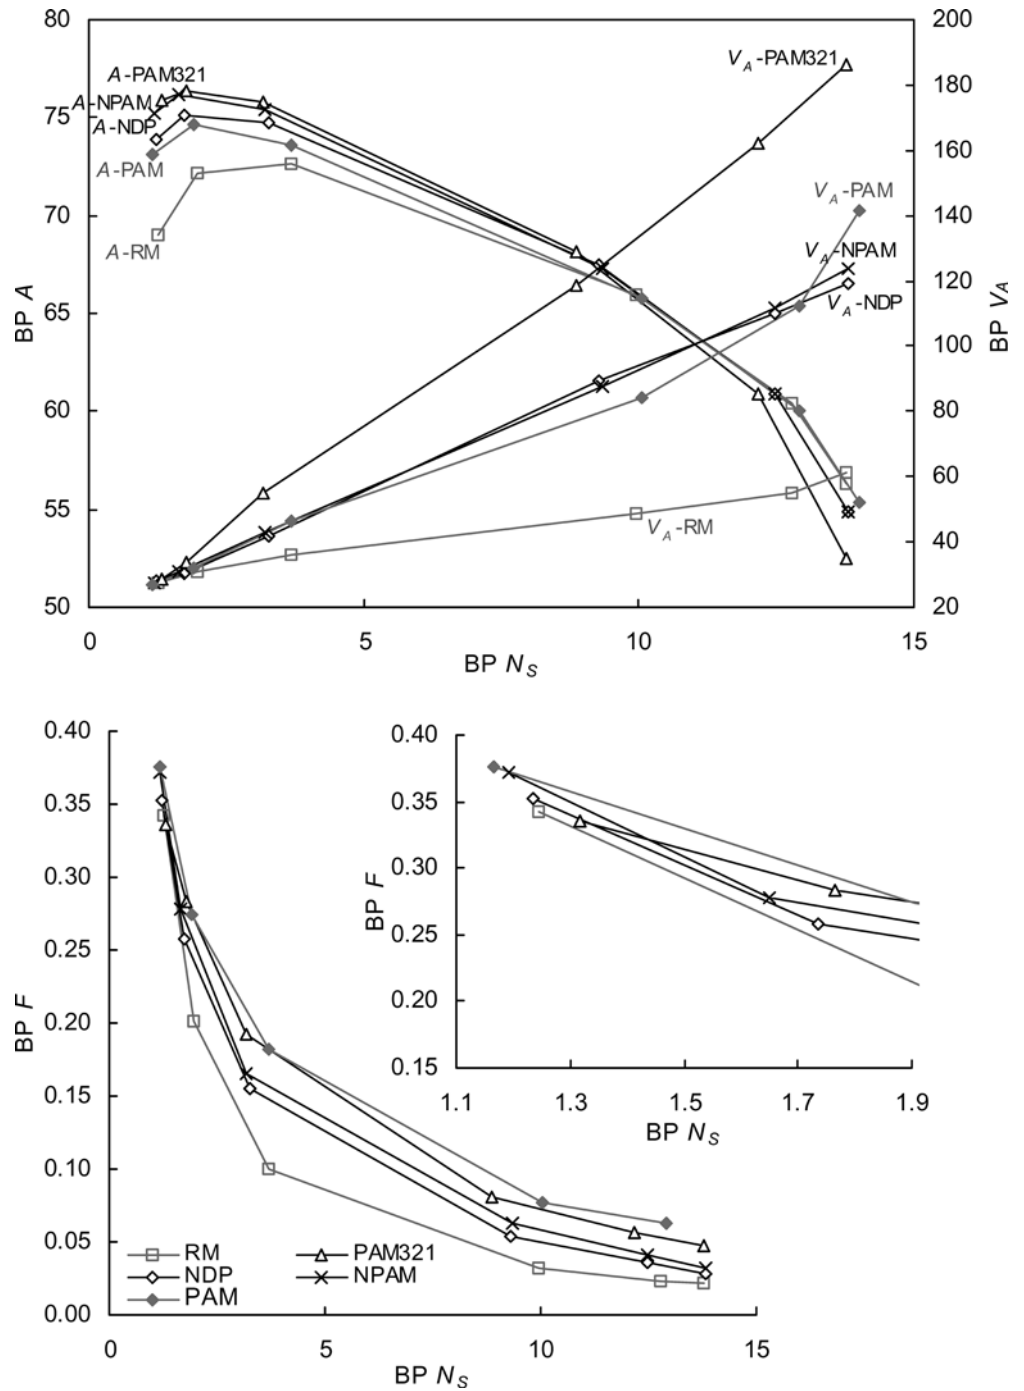 80
75
70
65
60
55
50
BP A
200
180
160
140
120
100
80
60
40
20
BP V_A
A-PAM321
A-NPAM
A-NDP
A-PAM
A-RM
V_A-PAM321
V_A-PAM
V_A-NPAM
V_A-NDP
V_A-RM
0 5 10 15
BP N_S
0.40
0.35
0.30
0.25
0.20
0.15
0.10
0.05
0.00
BP F
0.40
0.35
0.30
0.25
0.20
0.15
BP F
1.1 1.3 1.5 1.7 1.9
BP N_S
RM PAM321
NDP NPAM
PAM
0 5 10 15
BP N_S